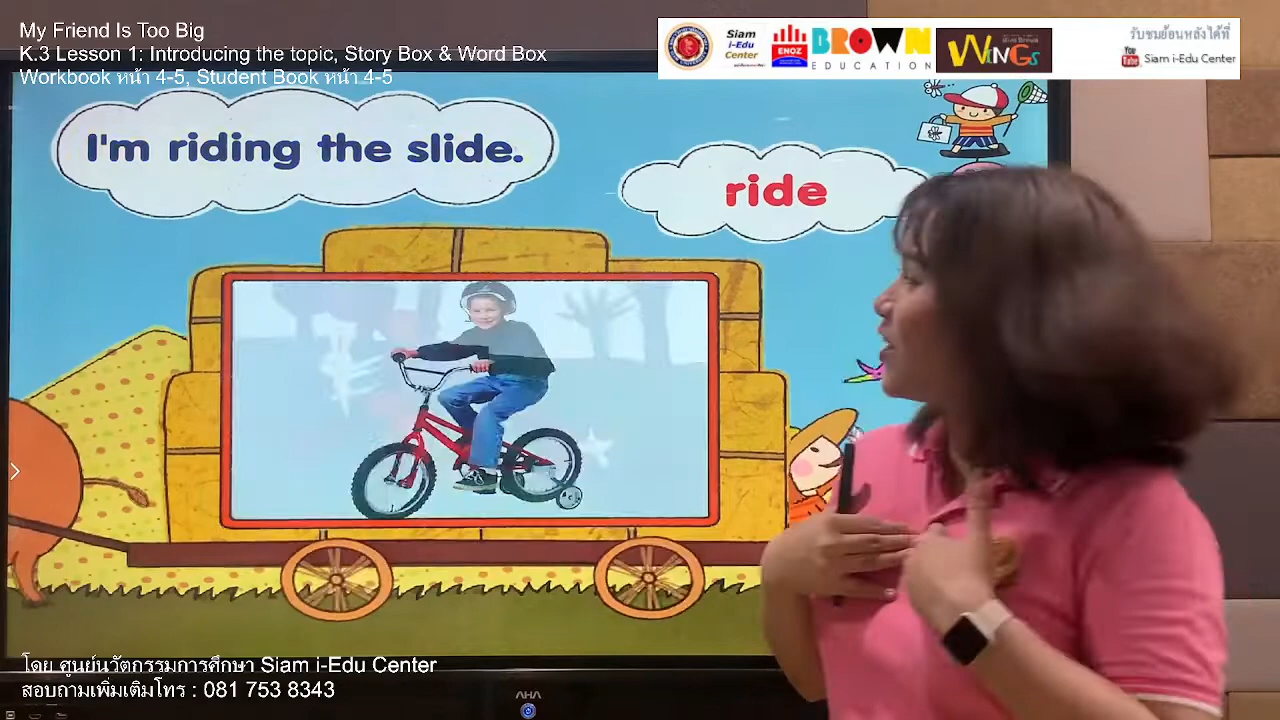 My Friend Is Too Big
K.1 Lesson 1: Introducing the topic, Story Box & Word Box
Workbook หน้า 4-5, Student Book หน้า 4-5
Siam
i-Edu
Center
ENOZ
BROWN
EDUCATION
WINGS
รับชมย้อนหลังได้ที่
You
Tube
Siam i-Edu Center
I'm riding the slide.
ride
โดย ศูนย์นวัตกรรมการศึกษา Siam i-Edu Center
สอบถามเพิ่มเติมโทร : 081 753 8343
AHA